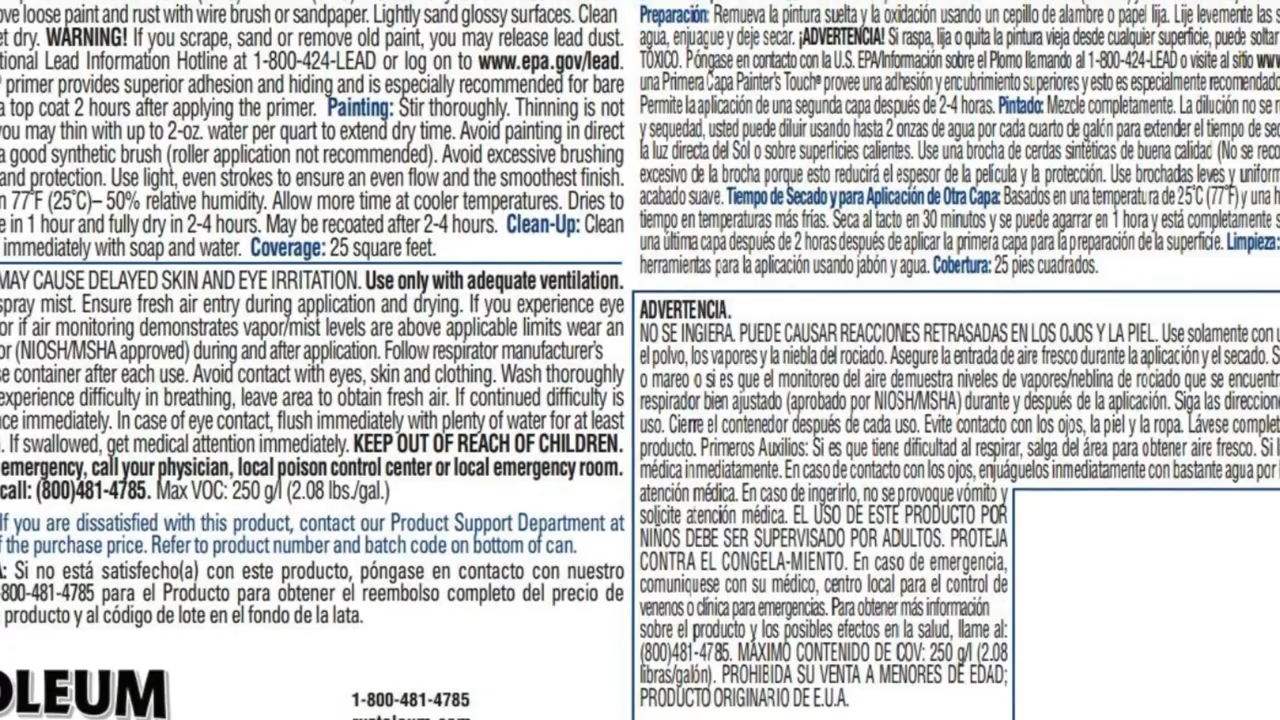 ove loose paint and rust with wire brush or sandpaper. Lightly sand glossy surfaces. Clean
et dry. WARNING! If you scrape, sand or remove old paint, you may release lead dust.
tional Lead Information Hotline at 1-800-424-LEAD or log on to www.epa.gov/lead.
primer provides superior adhesion and hiding and is especially recommended for bare
a top coat 2 hours after applying the primer. Painting: Stir thoroughly. Thinning is not
you may thin with up to 2-oz. water per quart to extend dry time. Avoid painting in direct
a good synthetic brush (roller application not recommended). Avoid excessive brushing
and protection. Use light, even strokes to ensure an even flow and the smoothest finish.
n 77°F (25°C)– 50% relative humidity. Allow more time at cooler temperatures. Dries to
e in 1 hour and fully dry in 2-4 hours. May be recoated after 2-4 hours. Clean-Up: Clean
immediately with soap and water. Coverage: 25 square feet.
MAY CAUSE DELAYED SKIN AND EYE IRRITATION. Use only with adequate ventilation.
spray mist. Ensure fresh air entry during application and drying. If you experience eye
or if air monitoring demonstrates vapor/mist levels are above applicable limits wear an
or (NIOSH/MSHA approved) during and after application. Follow respirator manufacturer's
se container after each use. Avoid contact with eyes, skin and clothing. Wash thoroughly
experience difficulty in breathing, leave area to obtain fresh air. If continued difficulty is
nce immediately. In case of eye contact, flush immediately with plenty of water for at least
. If swallowed, get medical attention immediately. KEEP OUT OF REACH OF CHILDREN.
emergency, call your physician, local poison control center or local emergency room.
call: (800)481-4785. Max VOC: 250 g/l (2.08 lbs./gal.)
If you are dissatisfied with this product, contact our Product Support Department at
f the purchase price. Refer to product number and batch code on bottom of can.
A: Si no está satisfecho(a) con este producto, póngase en contacto con nuestro
-800-481-4785 para el Producto para obtener el reembolso completo del precio de
producto y al código de lote en el fondo de la lata.
OLEUM
1-800-481-4785
rustoleum.com
Preparación: Remueva la pintura suelta y la oxidación usando un cepillo de alambre o papel lija. Lije levemente las s
agua, enjuague y deje secar. ¡ADVERTENCIA! Si raspa, lija o quita la pintura vieja desde cualquier superficie, puede soltar
TOXICO. Póngase en contacto con la U.S. EPA/Información sobre el Plomo llamando al 1-800-424-LEAD o visite al sitio www
una Primera Capa Painter's Touch® provee una adhesión y encubrimiento superiores y esto es especialmente recomendado
Permite la aplicación de una segunda capa después de 2-4 horas. Pintado: Mezcle completamente. La dilución no se r
y sequedad, usted puede diluir usando hasta 2 onzas de agua por cada cuarto de galón para extender el tiempo de sec
la luz directa del Sol o sobre superficies calientes. Use una brocha de cerdas sintéticas de buena calidad (No se reco
excesivo de la brocha porque esto reducirá el espesor de la película y la protección. Use brochadas leves y uniform
acabado suave. Tiempo de Secado y para Aplicación de Otra Capa: Basados en una temperatura de 25°C (77°F) y una h
tiempo en temperaturas más frías. Seca al tacto en 30 minutos y se puede agarrar en 1 hora y está completamente s
una última capa después de 2 horas después de aplicar la primera capa para la preparación de la superficie. Limpieza:
herramientas para la aplicación usando jabón y agua. Cobertura: 25 pies cuadrados.
ADVERTENCIA.
NO SE INGIERA. PUEDE CAUSAR REACCIONES RETRASADAS EN LOS OJOS Y LA PIEL. Use solamente con v
el polvo, los vapores y la niebla del rociado. Asegure la entrada de aire fresco durante la aplicación y el secado. S
o mareo o si es que el monitoreo del aire demuestra niveles de vapores/neblina de rociado que se encuentr
respirador bien ajustado (aprobado por NIOSH/MSHA) durante y después de la aplicación. Siga las direccione
uso. Cierre el contenedor después de cada uso. Evite contacto con los ojos, la piel y la ropa. Lávese complet
producto. Primeros Auxilios: Si es que tiene dificultad al respirar, salga del área para obtener aire fresco. Si l
médica inmediatamente. En caso de contacto con los ojos, enjuáguelos inmediatamente con bastante agua por l
atención médica. En caso de ingerirlo, no se provoque vómito y
solicite atención médica. EL USO DE ESTE PRODUCTO POR
NIÑOS DEBE SER SUPERVISADO POR ADULTOS. PROTEJA
CONTRA EL CONGELA-MIENTO. En caso de emergencia,
comuniquese con su médico, centro local para el control de
venenos o clínica para emergencias. Para obtener más información
sobre el producto y los posibles efectos en la salud, llame al:
(800)481-4785. MÁXIMO CONTENIDO DE COV: 250 g/l (2.08
libras/galón). PROHIBIDA SU VENTA A MENORES DE EDAD;
PRODUCTO ORIGINARIO DE E.U.A.